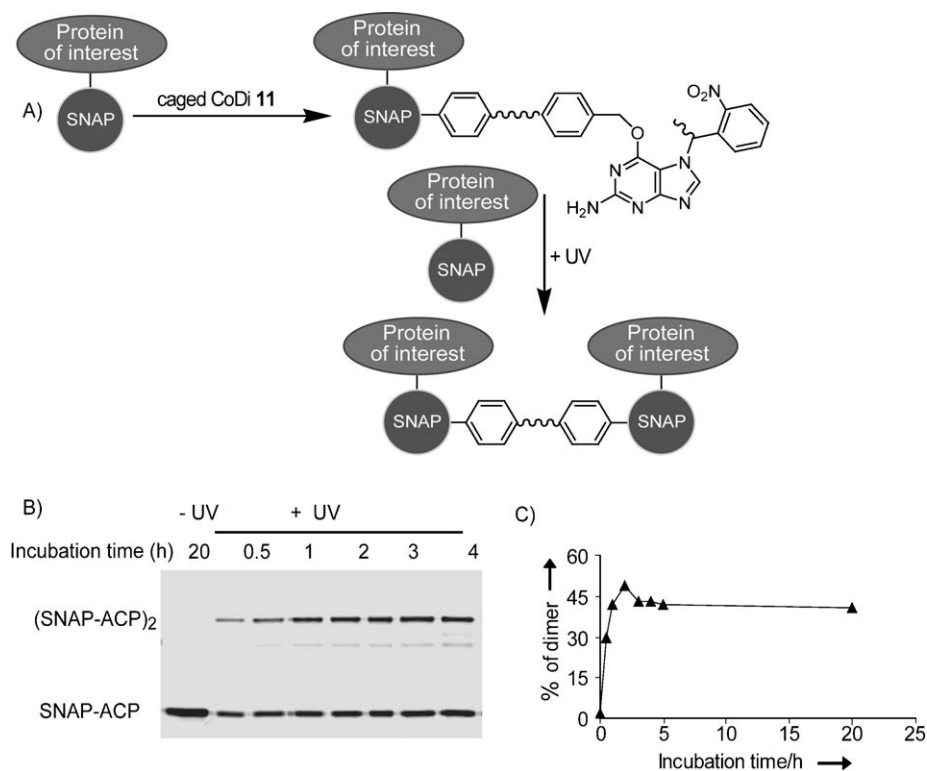 Protein
of interest
SNAP
A)
caged CoDi 11
Protein
of interest
SNAP
O
NO2
N
N
N
N
H2N
Protein
of interest
SNAP
+ UV
Protein
of interest
SNAP
Protein
of interest
SNAP
B)
- UV + UV
Incubation time (h) 20 0.5 1 2 3 4
(SNAP-ACP)2
SNAP-ACP
C)
% of dimer
60
45
30
15
0
0 5 10 15 20 25
Incubation time/h